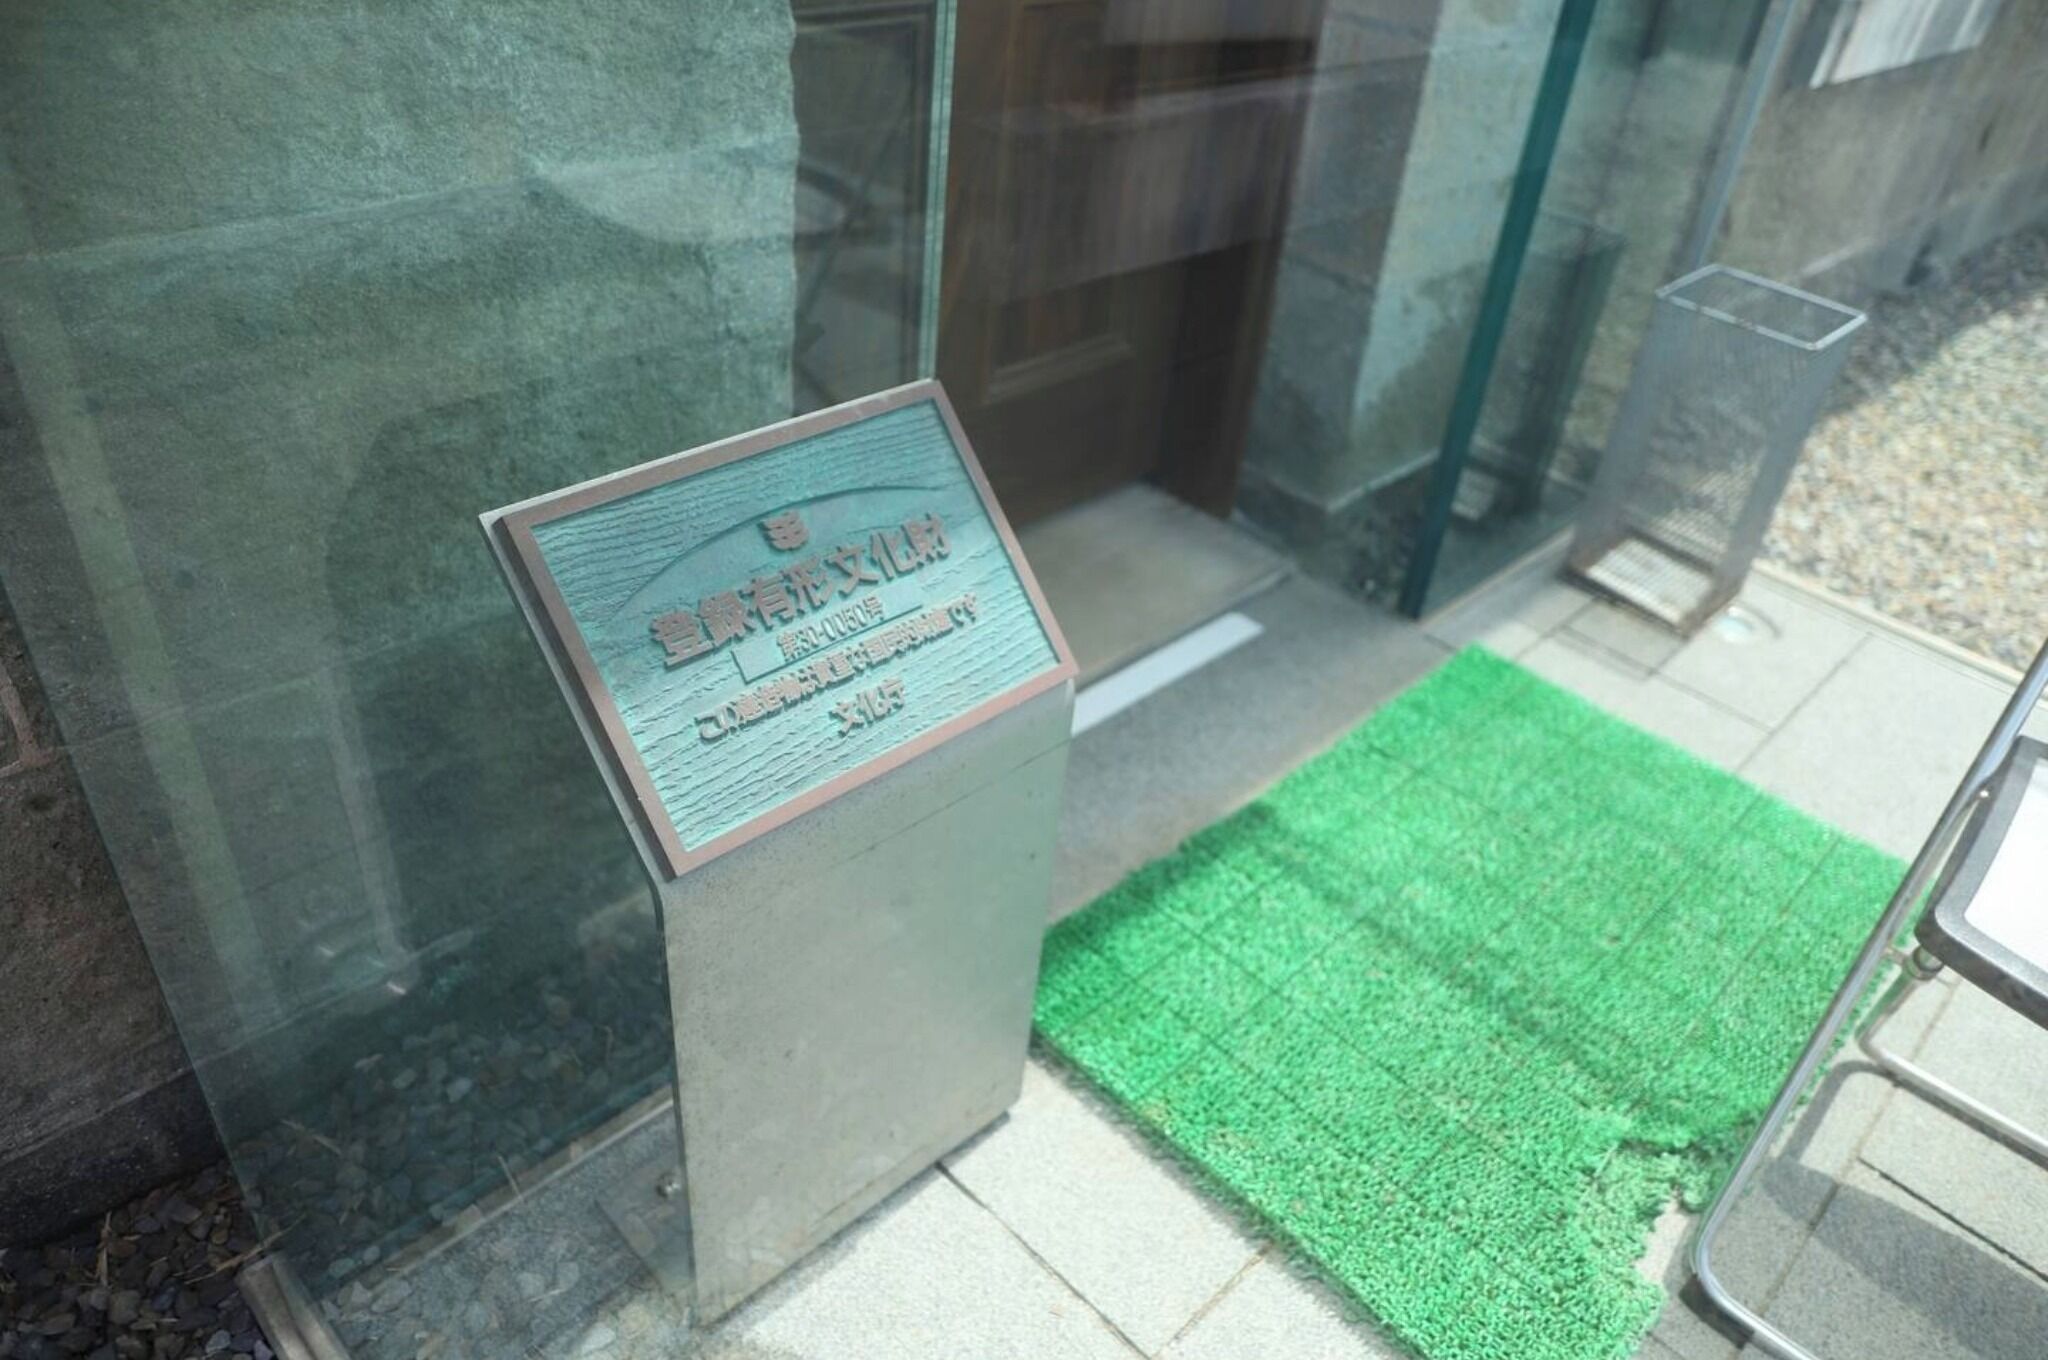 登録有形文化財
第30-0050号
この建造物は貴重な国民的財産です
文化庁